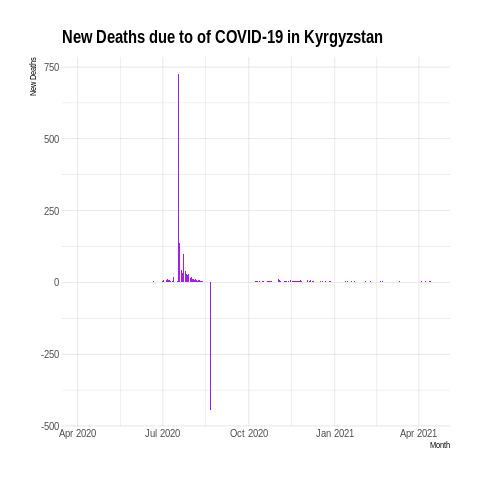 New Deaths due to of COVID-19 in Kyrgyzstan
New Deaths
750
500
250
0
-250
-500
Apr 2020 Jul 2020 Oct 2020 Jan 2021 Apr 2021
Month